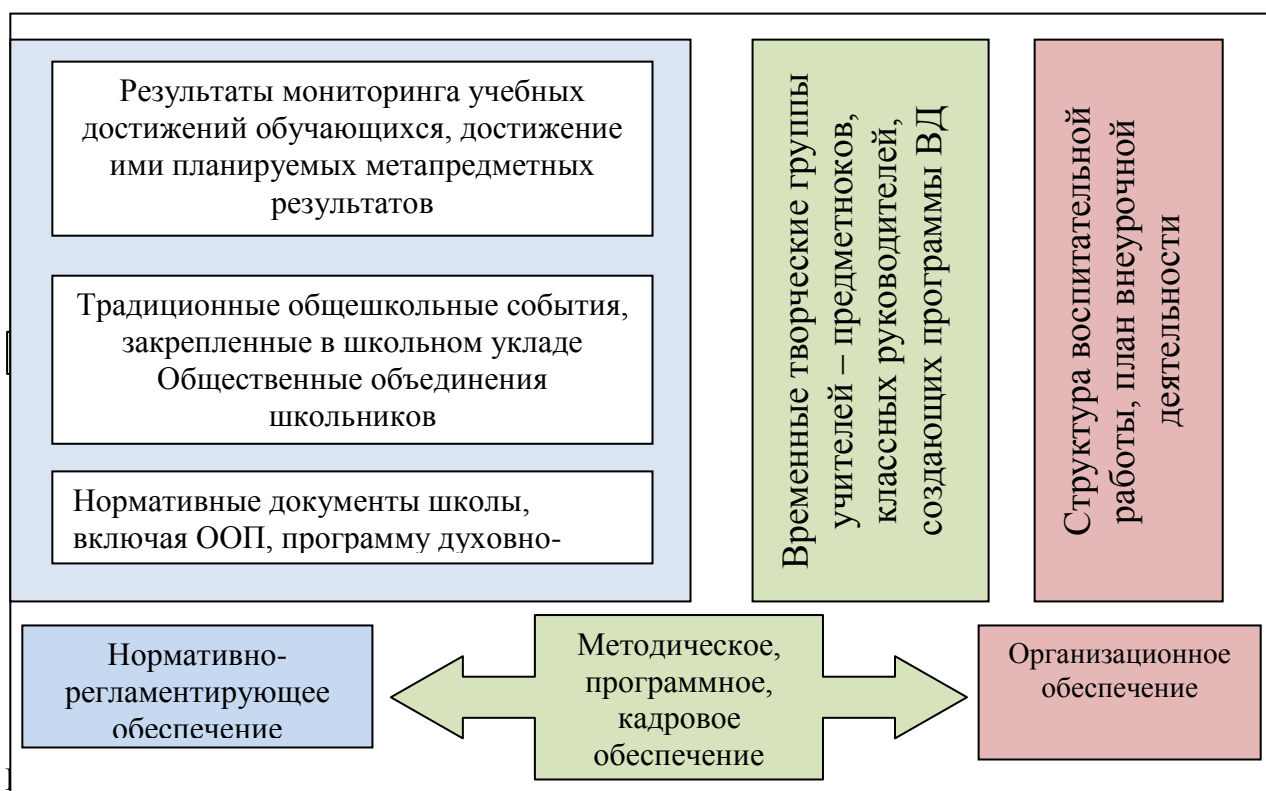 Результаты мониторинга учебных
достижений обучающихся, достижение
ими планируемых метапредметных
результатов
Традиционные общешкольные события,
закрепленные в школьном укладе
Общественные объединения
школьников
Нормативные документы школы,
включая ООП, программу духовно-
Временные творческие группы
учителей – предметноков,
классных руководителей,
создающих программы ВД
Структура воспитательной
работы, план внеурочной
деятельности
Нормативно-
регламентирующее
обеспечение
Методическое,
программное,
кадровое
обеспечение
Организационное
обеспечение